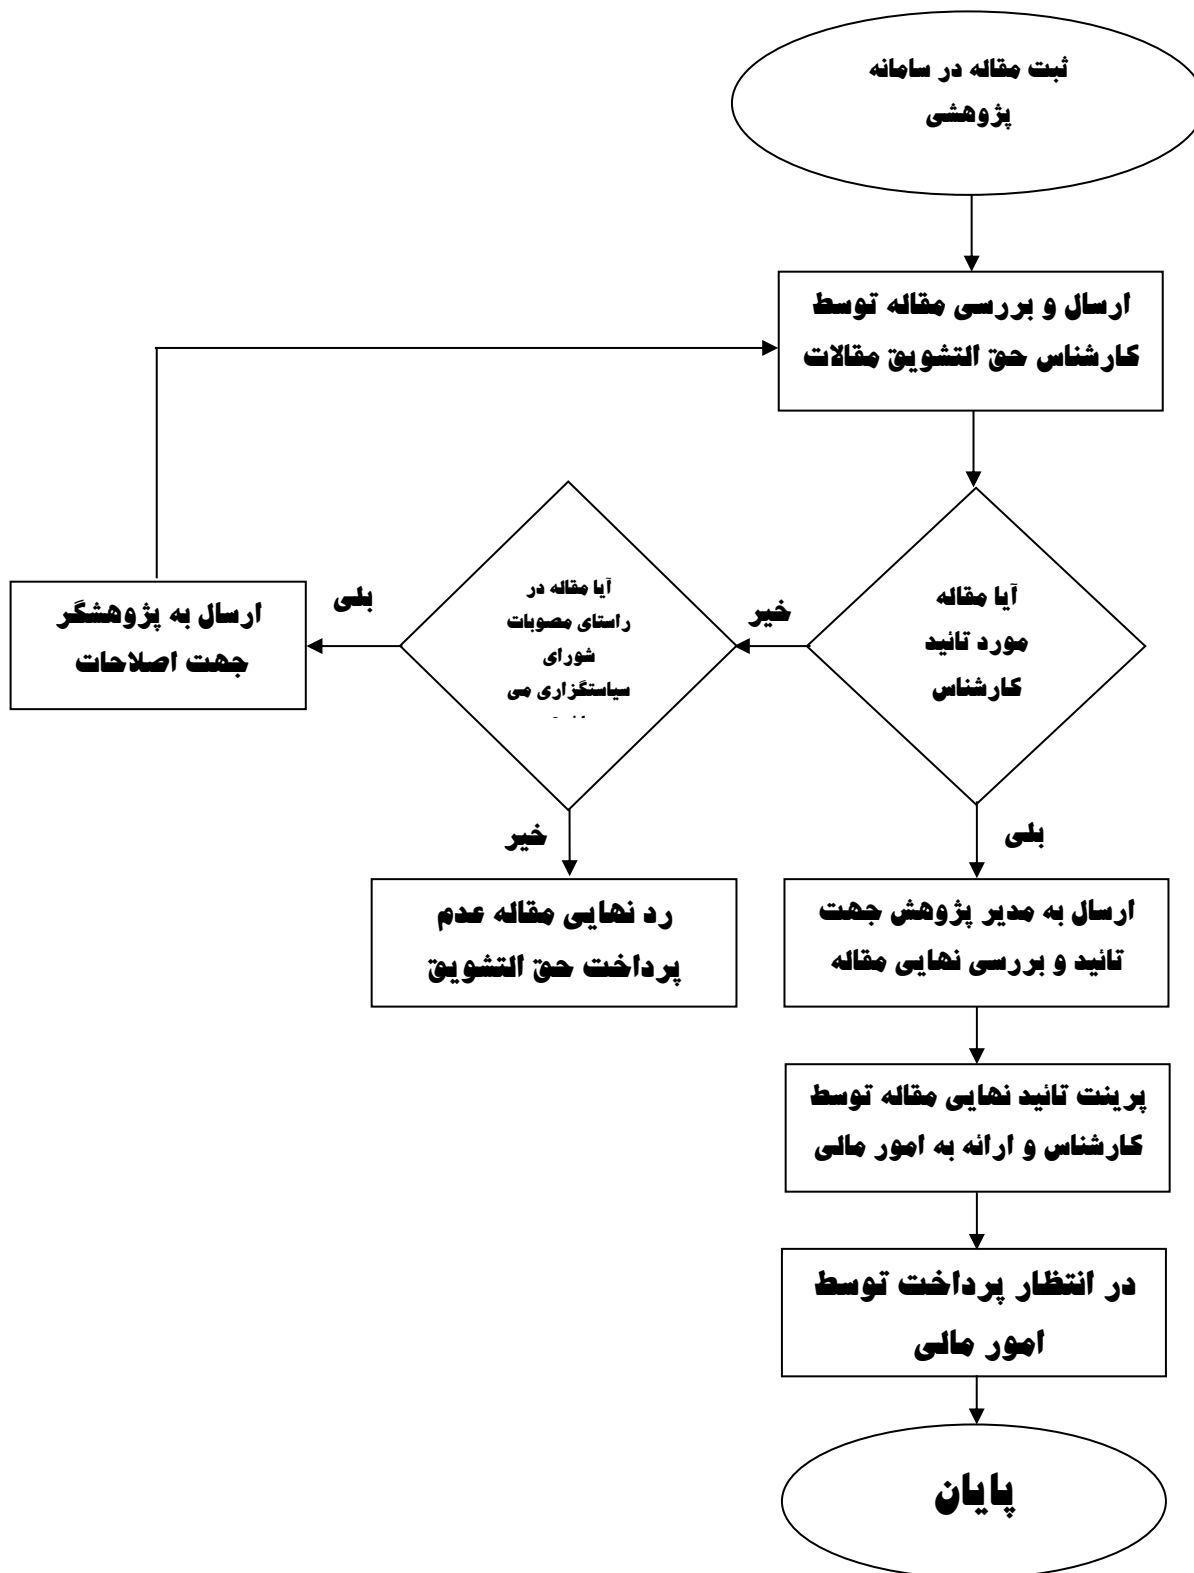 ثبت مقاله در سامانه
پژوهشی
ارسال و بررسی مقاله توسط
کارشناس حق التشویق مقالات
آیا مقاله
مورد تائید
کارشناس
خیر
آیا مقاله در
راستای مصوبات
شورای
سیاستگزاری می
بلی
ارسال به پژوهشگر
جهت اصلاحات
خیر
رد نهایی مقاله عدم
پرداخت حق التشویق
بلی
ارسال به مدیر پژوهش جهت
تائید و بررسی نهایی مقاله
پرینت تائید نهایی مقاله توسط
کارشناس و ارائه به امور مالی
در انتظار پرداخت توسط
امور مالی
پایان